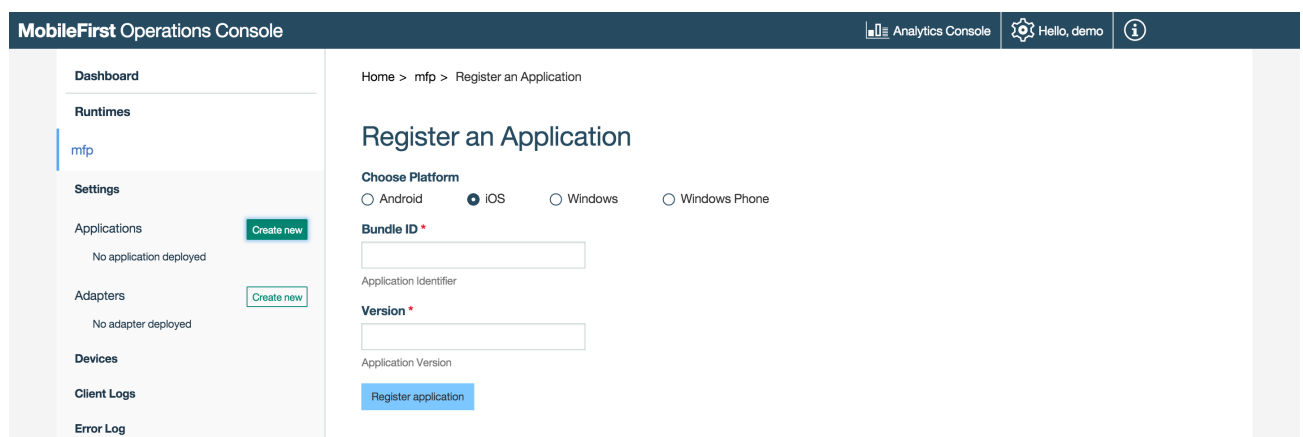 MobileFirst Operations Console
Analytics Console
Hello, demo
Dashboard
Runtimes
mfp
Settings
Applications
Create new
No application deployed
Adapters
Create new
No adapter deployed
Devices
Client Logs
Error Log
Home > mfp > Register an Application
Register an Application
Choose Platform
Android iOS Windows Windows Phone
Bundle ID *
Application Identifier
Version *
Application Version
Register application